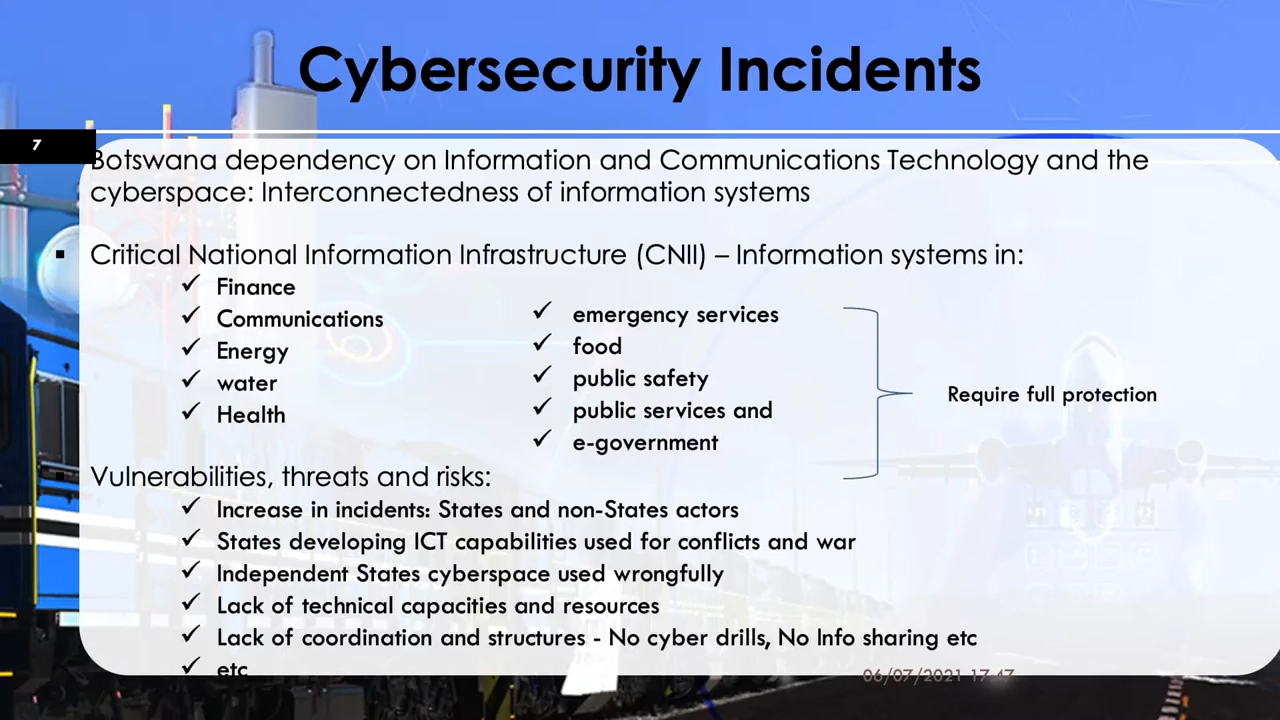 Cybersecurity Incidents
7
Botswana dependency on Information and Communications Technology and the
cyberspace: Interconnectedness of information systems
▪ Critical National Information Infrastructure (CNII) – Information systems in:
✓ Finance
✓ Communications
✓ Energy
✓ water
✓ Health
✓ emergency services
✓ food
✓ public safety
✓ public services and
✓ e-government
Require full protection
Vulnerabilities, threats and risks:
✓ Increase in incidents: States and non-States actors
✓ States developing ICT capabilities used for conflicts and war
✓ Independent States cyberspace used wrongfully
✓ Lack of technical capacities and resources
✓ Lack of coordination and structures - No cyber drills, No Info sharing etc
✓ etc
06/07/2021 17:47